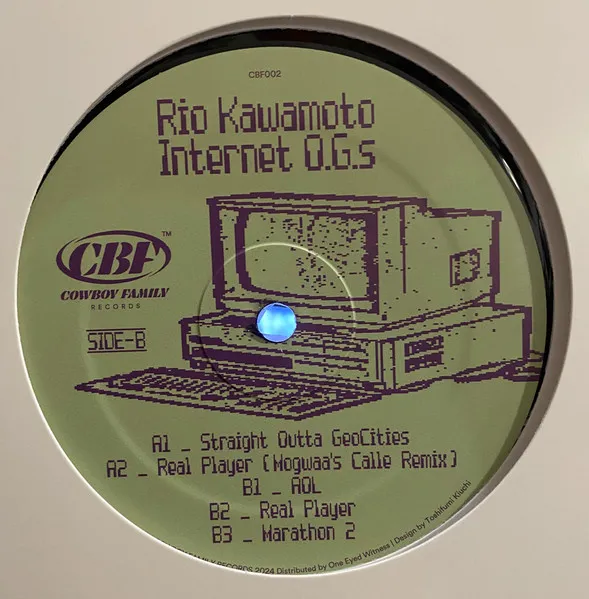 CBF002
Rio Kawamoto
Internet O.G.s
CBF™
COWBOY FAMILY
RECORDS
SIDE-B
A1 _ Straight Outta GeoCities
A2 _ Real Player (Mogwaa's Calle Remix)
B1 _ AOL
B2 _ Real Player
B3 _ Marathon 2
RECORDS 2024 Distributed by One Eyed Witness | Design by Toshifumi Kiuchi